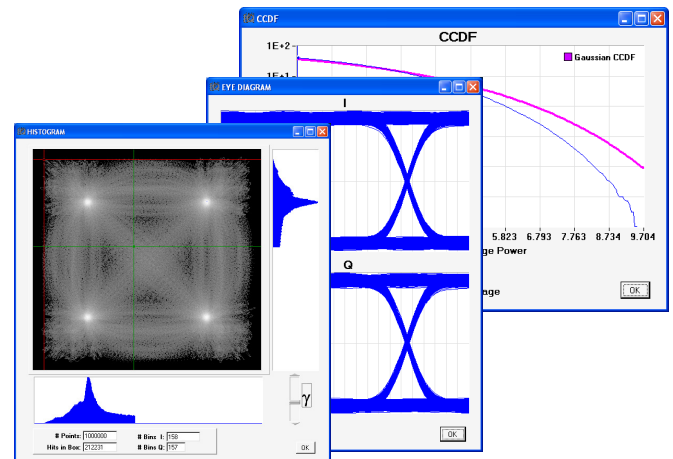 CCDF
CCDF
1E+2
1E+1
Gaussian CCDF
5.823 6.793 7.763 8.734 9.704
ge Power
age
OK
EYE DIAGRAM
I
Q
OK
HISTOGRAM
γ
# Points: 1000000 # Bins I: 158
Hits in Box: 212231 # Bins Q: 157
OK